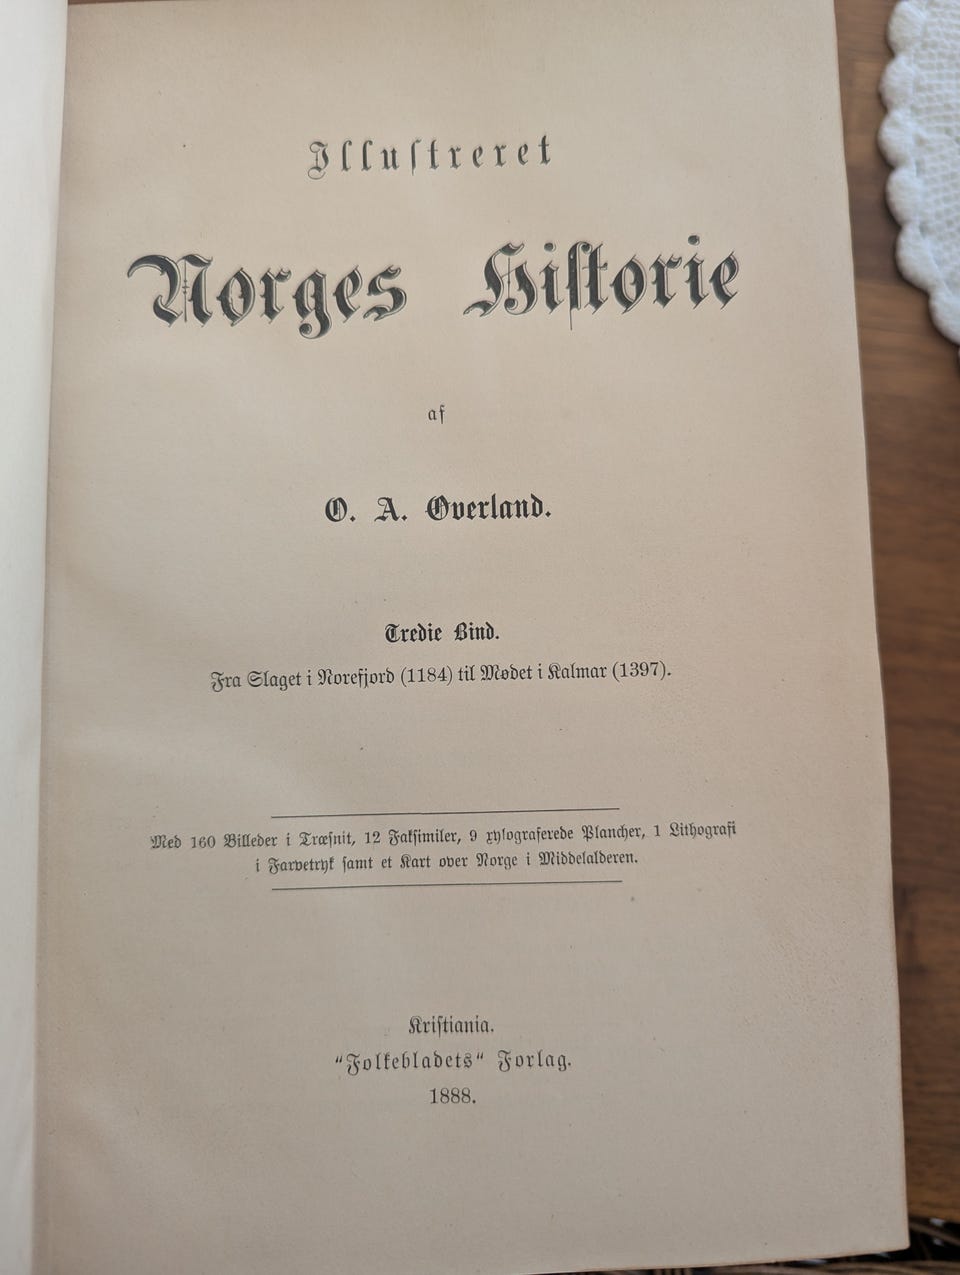 Illustreret
Norges Historie
af
O. A. Øverland.
Tredie Bind.
Fra Slaget i Norefjord (1184) til Mødet i Kalmar (1397).
Med 160 Billeder i Træsnit, 12 Faksimiler, 9 xylograferede Plancher, 1 Lithografi
i Farvetryk samt et Kart over Norge i Middelalderen.
Kristiania.
"Folkebladets" Forlag.
1888.